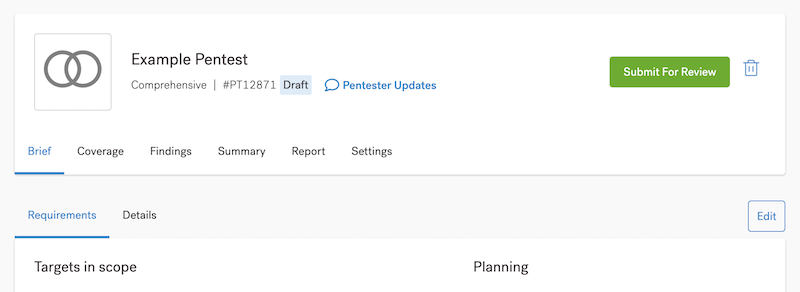 Example Pentest
Comprehensive | #PT12871 Draft Pentester Updates
Submit For Review
Brief Coverage Findings Summary Report Settings
Requirements Details
Edit
Targets in scope Planning